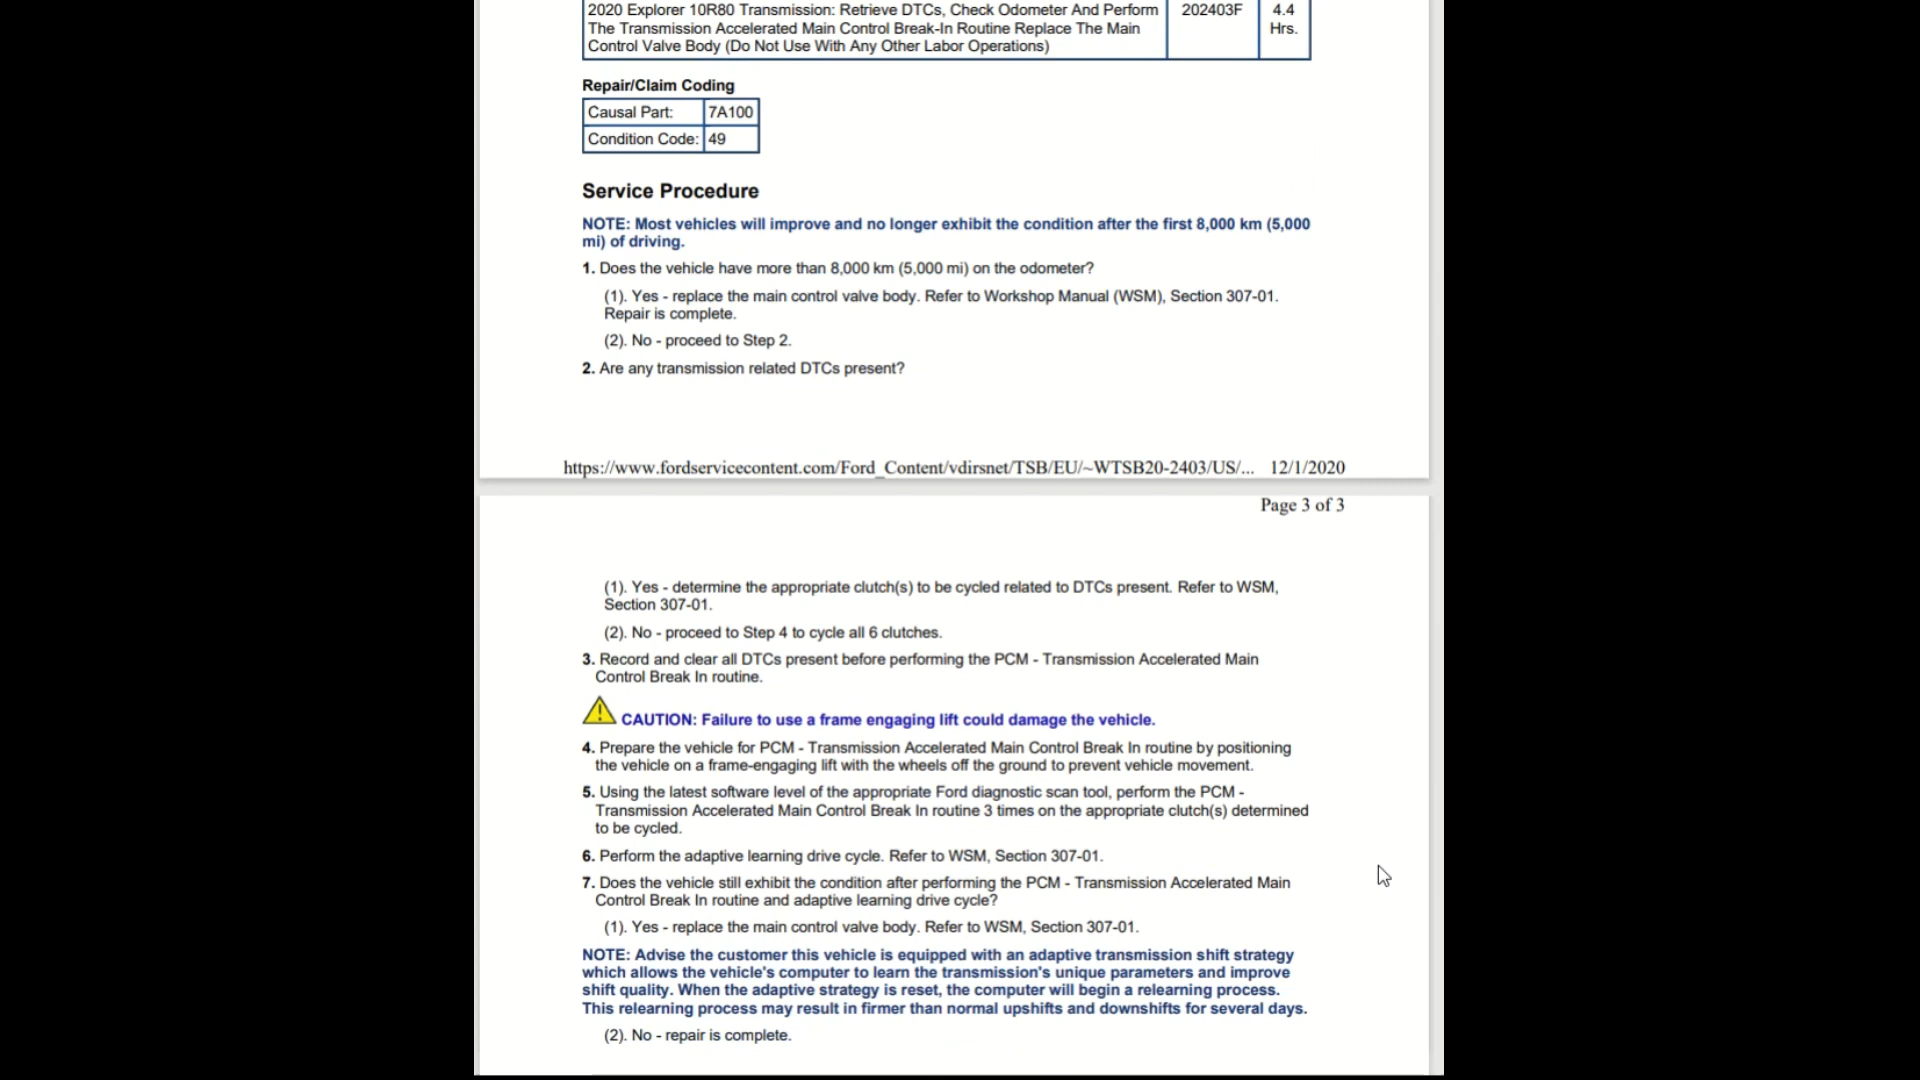 2020 Explorer 10R80 Transmission: Retrieve DTCs, Check Odometer And Perform 202403F 4.4
The Transmission Accelerated Main Control Break-In Routine Replace The Main Hrs.
Control Valve Body (Do Not Use With Any Other Labor Operations)
Repair/Claim Coding
Causal Part: 7A100
Condition Code: 49
Service Procedure
NOTE: Most vehicles will improve and no longer exhibit the condition after the first 8,000 km (5,000
mi) of driving.
1. Does the vehicle have more than 8,000 km (5,000 mi) on the odometer?
(1). Yes - replace the main control valve body. Refer to Workshop Manual (WSM), Section 307-01.
Repair is complete.
(2). No - proceed to Step 2.
2. Are any transmission related DTCs present?
https://www.fordservicecontent.com/Ford_Content/vdirsnet/TSB/EU/~WTSB20-2403/US/... 12/1/2020
Page 3 of 3
(1). Yes - determine the appropriate clutch(s) to be cycled related to DTCs present. Refer to WSM,
Section 307-01.
(2). No - proceed to Step 4 to cycle all 6 clutches.
3. Record and clear all DTCs present before performing the PCM - Transmission Accelerated Main
Control Break In routine.
CAUTION: Failure to use a frame engaging lift could damage the vehicle.
4. Prepare the vehicle for PCM - Transmission Accelerated Main Control Break In routine by positioning
the vehicle on a frame-engaging lift with the wheels off the ground to prevent vehicle movement.
5. Using the latest software level of the appropriate Ford diagnostic scan tool, perform the PCM -
Transmission Accelerated Main Control Break In routine 3 times on the appropriate clutch(s) determined
to be cycled.
6. Perform the adaptive learning drive cycle. Refer to WSM, Section 307-01.
7. Does the vehicle still exhibit the condition after performing the PCM - Transmission Accelerated Main
Control Break In routine and adaptive learning drive cycle?
(1). Yes - replace the main control valve body. Refer to WSM, Section 307-01.
NOTE: Advise the customer this vehicle is equipped with an adaptive transmission shift strategy
which allows the vehicle's computer to learn the transmission's unique parameters and improve
shift quality. When the adaptive strategy is reset, the computer will begin a relearning process.
This relearning process may result in firmer than normal upshifts and downshifts for several days.
(2). No - repair is complete.